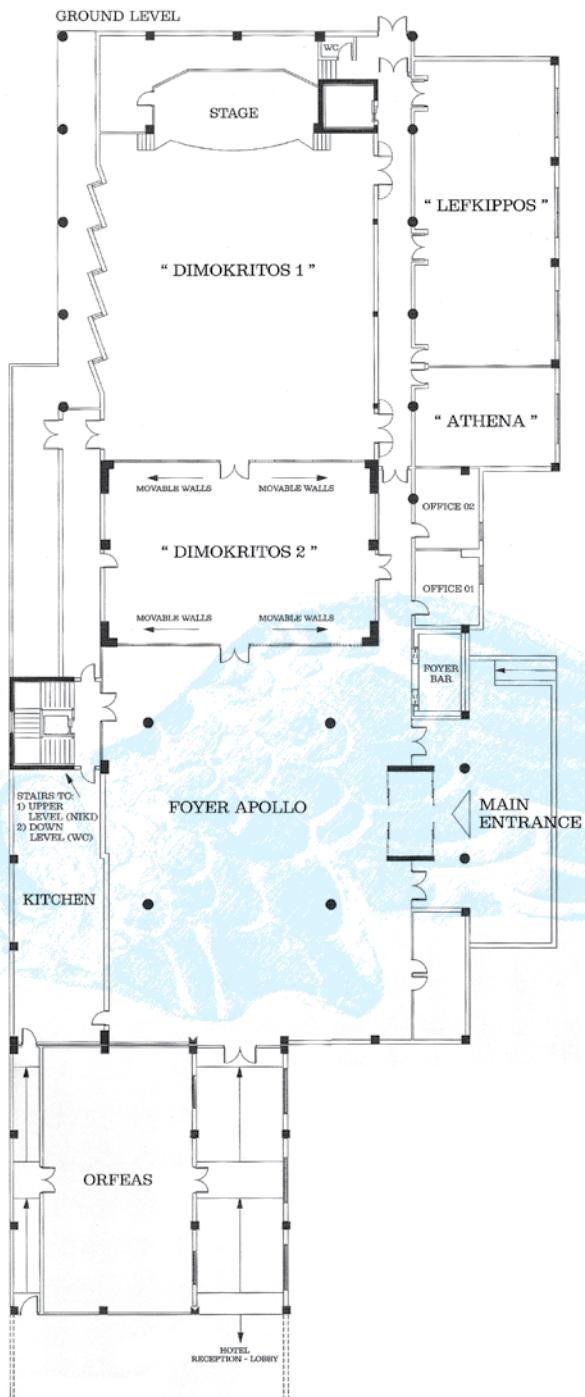 GROUND LEVEL
WC
STAGE
“ LEFKIPPOS ”
“ DIMOKRITOS 1 ”
“ ATHENA ”
MOVABLE WALLS
MOVABLE WALLS
OFFICE 02
“ DIMOKRITOS 2 ”
OFFICE 01
MOVABLE WALLS
MOVABLE WALLS
FOYER
BAR
STAIRS TO:
1) UPPER
LEVEL (NIKI)
2) DOWN
LEVEL (WC)
FOYER APOLLO
MAIN
ENTRANCE
KITCHEN
ORFEAS
HOTEL
RECEPTION - LOBBY